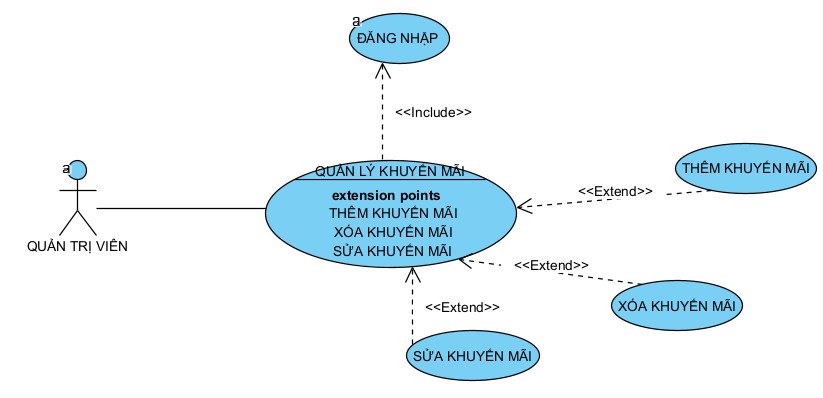 a
ĐĂNG NHẬP
<<Include>>
a
QUẢN TRỊ VIÊN
QUẢN LÝ KHUYẾN MÃI
extension points
THÊM KHUYẾN MÃI
XÓA KHUYẾN MÃI
SỬA KHUYẾN MÃI
<<Extend>>
THÊM KHUYẾN MÃI
<<Extend>>
XÓA KHUYẾN MÃI
<<Extend>>
SỬA KHUYẾN MÃI